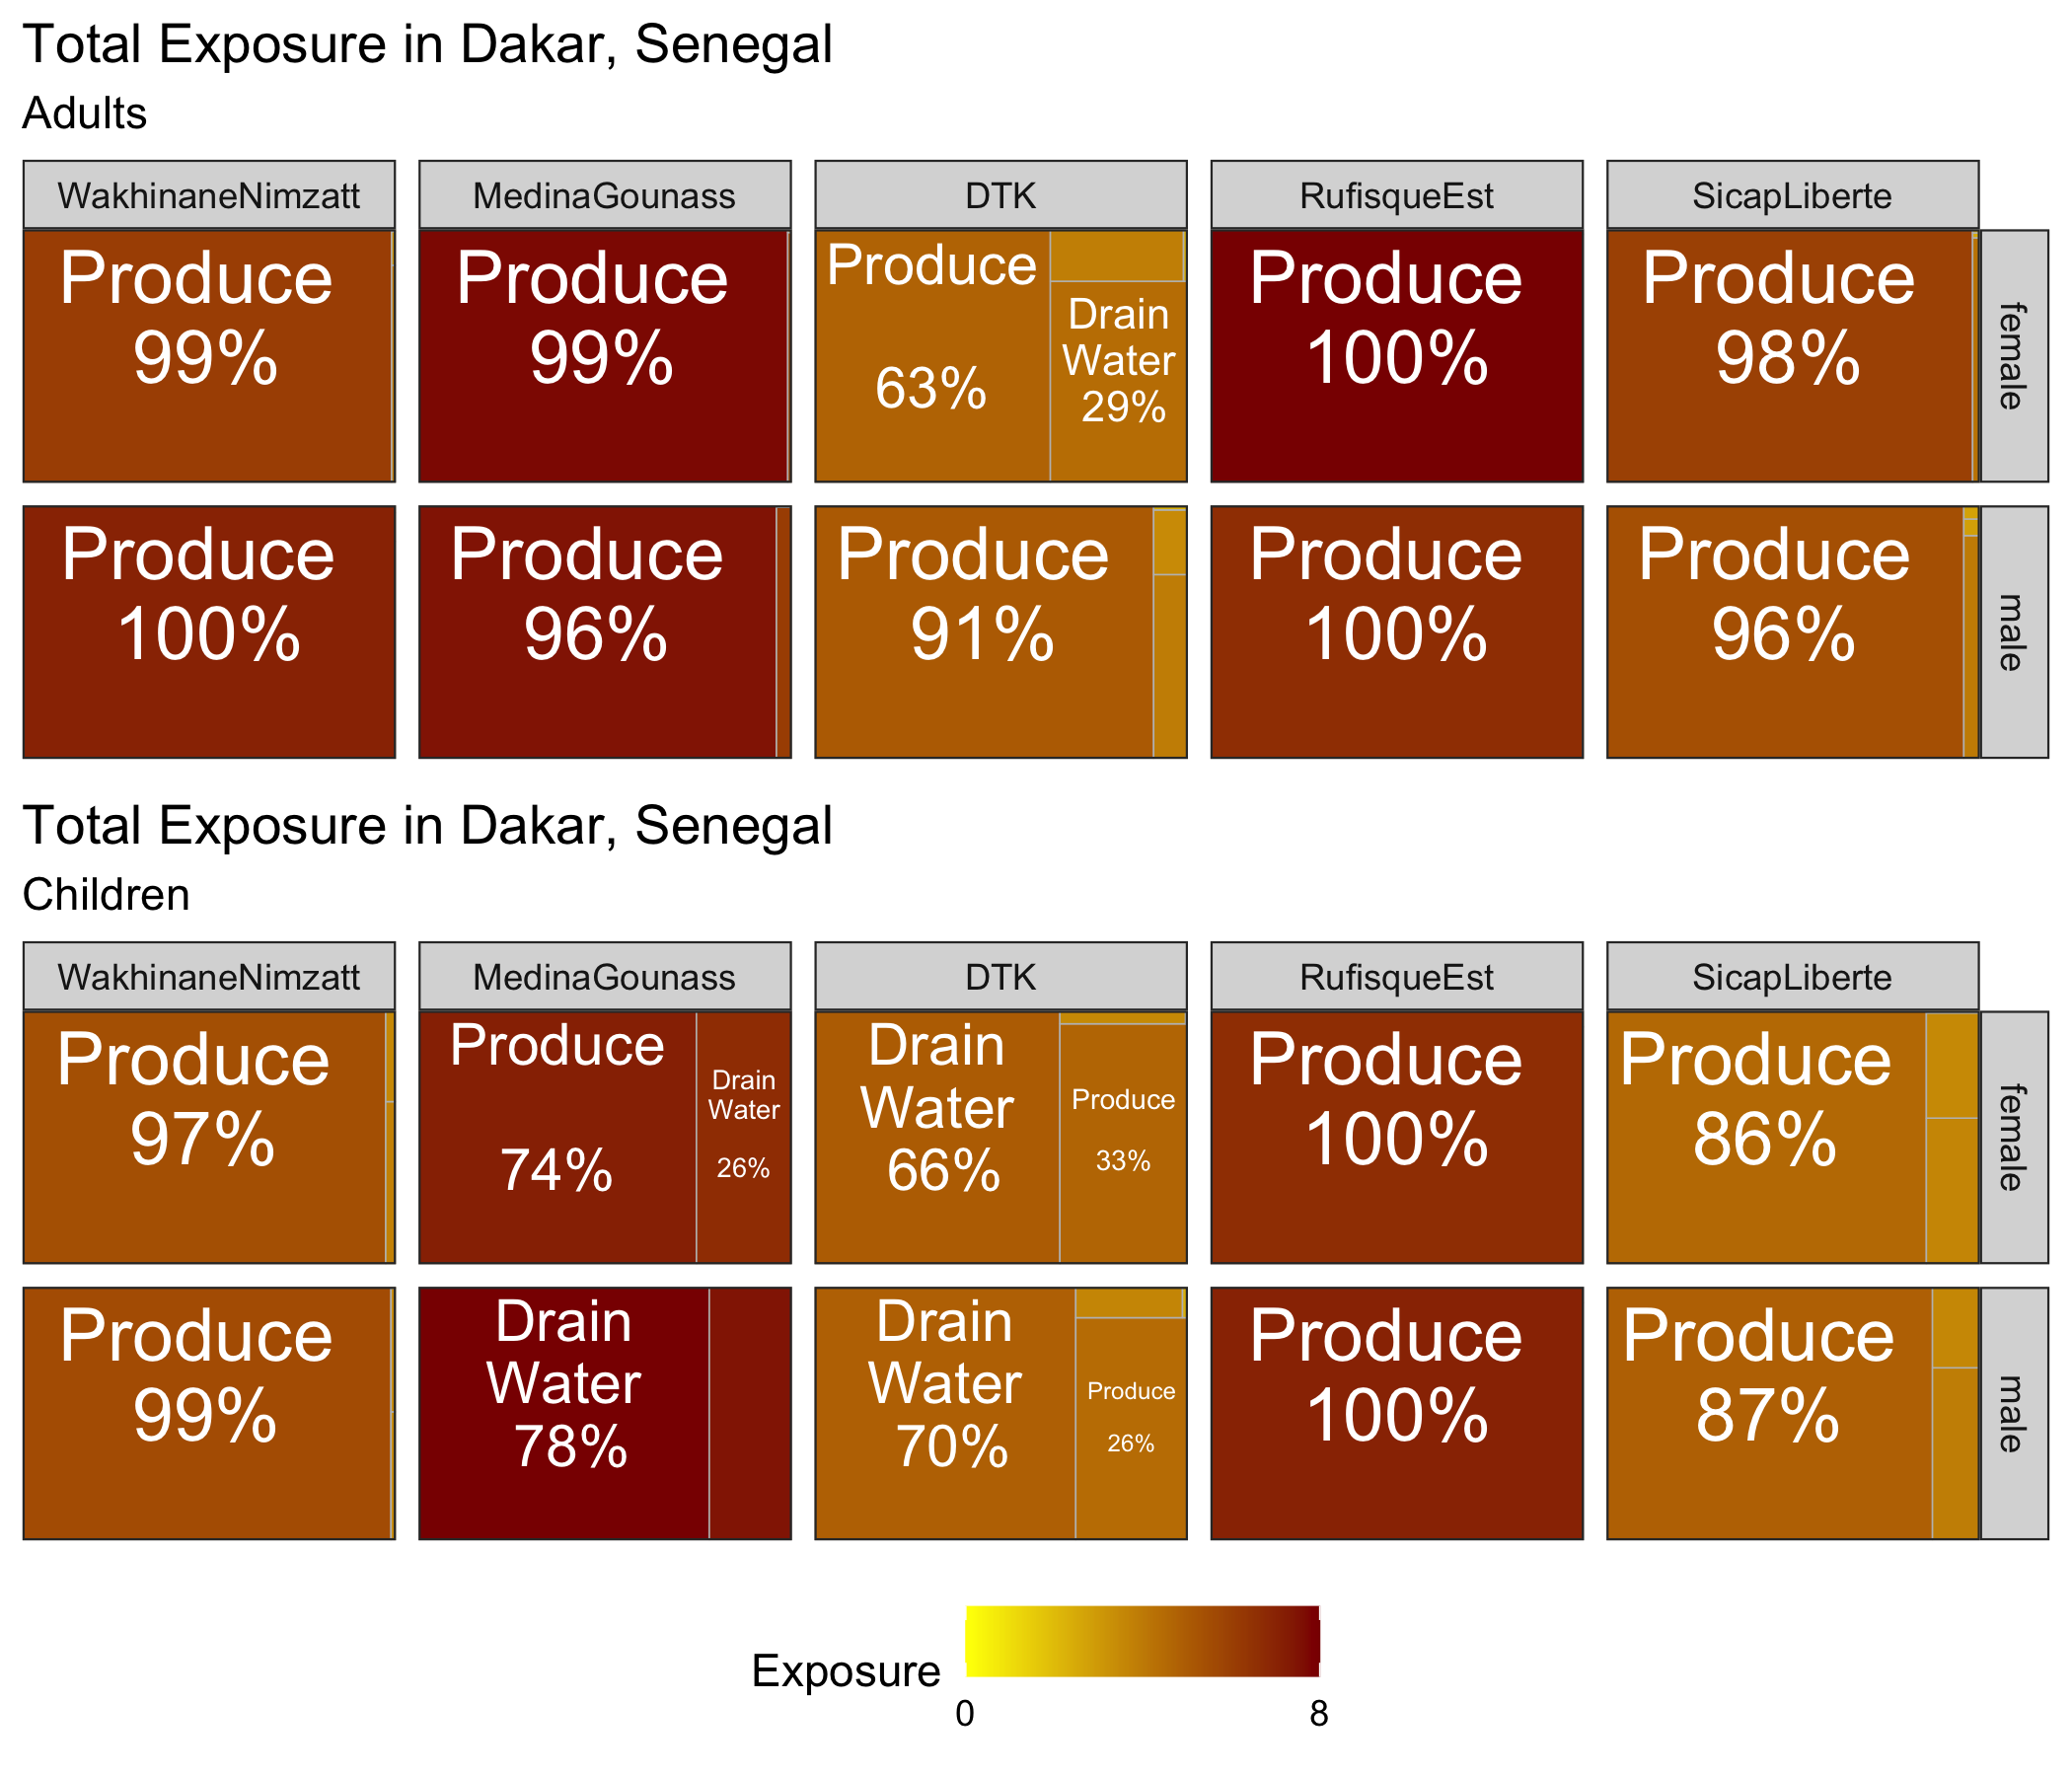 Total Exposure in Dakar, Senegal
Adults
WakhinaneNimzatt
MedinaGounass
DTK
RufisqueEst
SicapLiberte
Produce
99%
Produce
99%
Produce
63%
Drain
Water
29%
Produce
100%
Produce
98%
female
Produce
100%
Produce
96%
Produce
91%
Produce
100%
Produce
96%
male
Total Exposure in Dakar, Senegal
Children
WakhinaneNimzatt
MedinaGounass
DTK
RufisqueEst
SicapLiberte
Produce
97%
Produce
74%
Drain
Water
26%
Drain
Water
66%
Produce
33%
Produce
100%
Produce
86%
female
Produce
99%
Drain
Water
78%
Drain
Water
70%
Produce
26%
Produce
100%
Produce
87%
male
Exposure
0
8